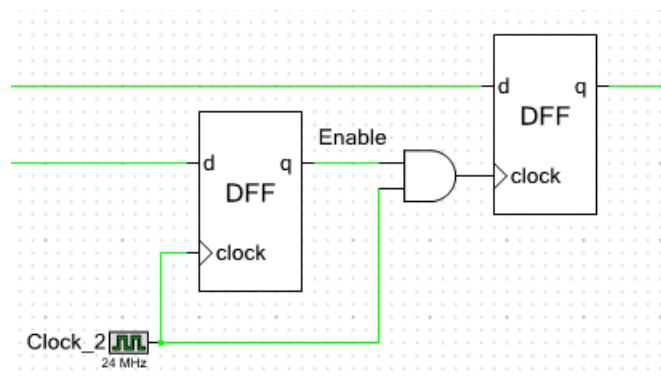 d q
DFF
clock
Enable
d q
DFF
clock
Clock_2
24 MHz